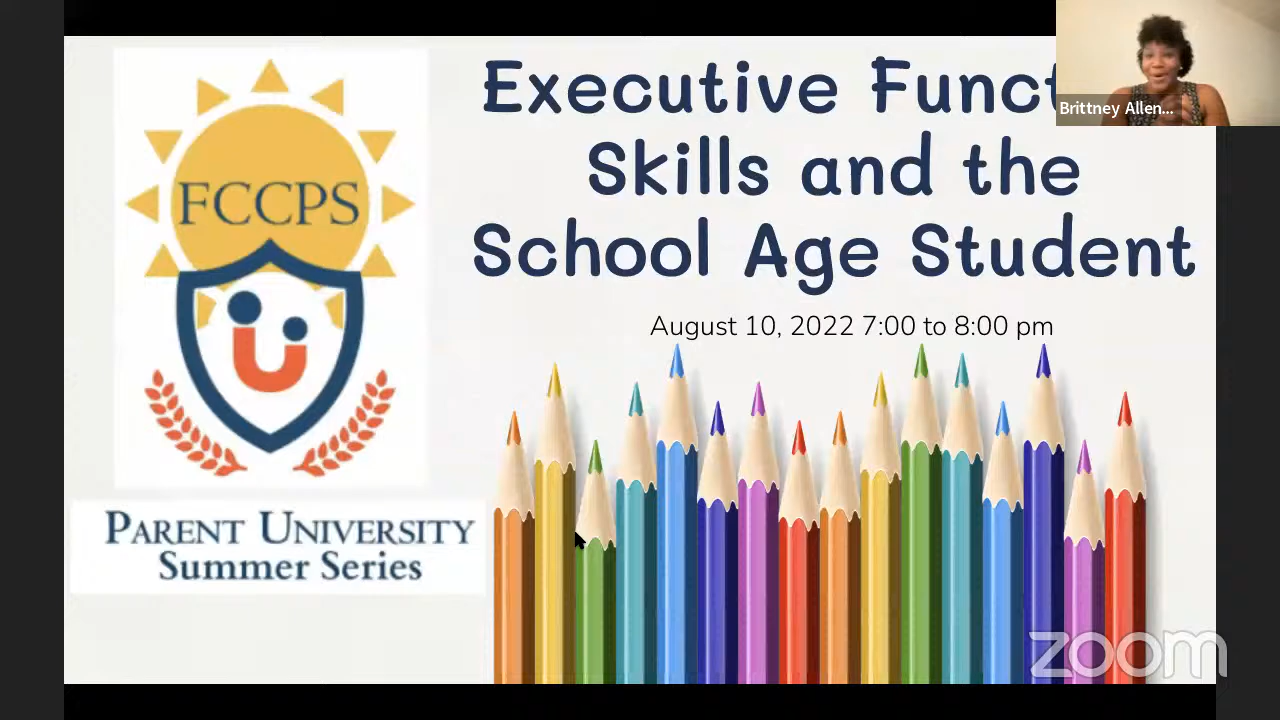 FCCPS
PARENT UNIVERSITY
Summer Series
Executive Funct
Skills and the
School Age Student
August 10, 2022 7:00 to 8:00 pm
Brittney Allen...
zoom